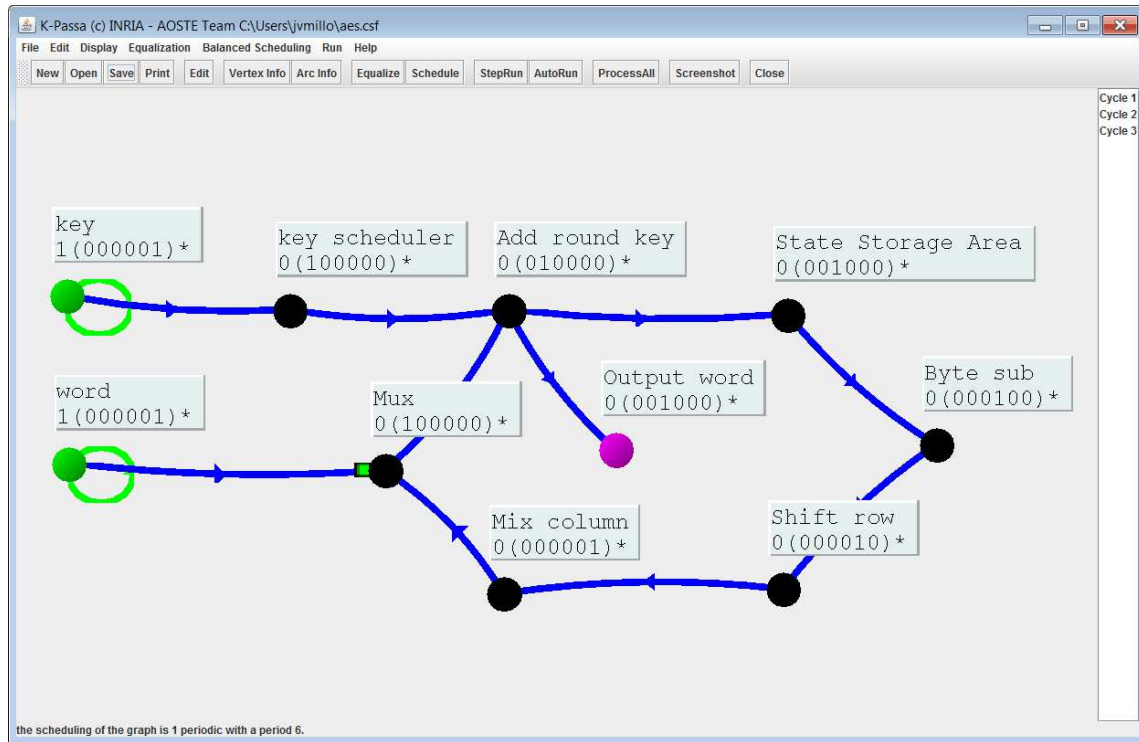 K-Passa (c) INRIA - AOSTE Team C:\Users\jvmillo\aes.csf
File Edit Display Equalization Balanced Scheduling Run Help
New Open Save Print Edit Vertex Info Arc Info Equalize Schedule StepRun AutoRun ProcessAll Screenshot Close
Cycle 1
Cycle 2
Cycle 3
key
1(000001)*
key scheduler
0(100000)*
Add round key
0(010000)*
State Storage Area
0(001000)*
word
1(000001)*
Mux
0(100000)*
Output word
0(001000)*
Byte sub
0(000100)*
Mix column
0(000001)*
Shift row
0(000010)*
the scheduling of the graph is 1 periodic with a period 6.